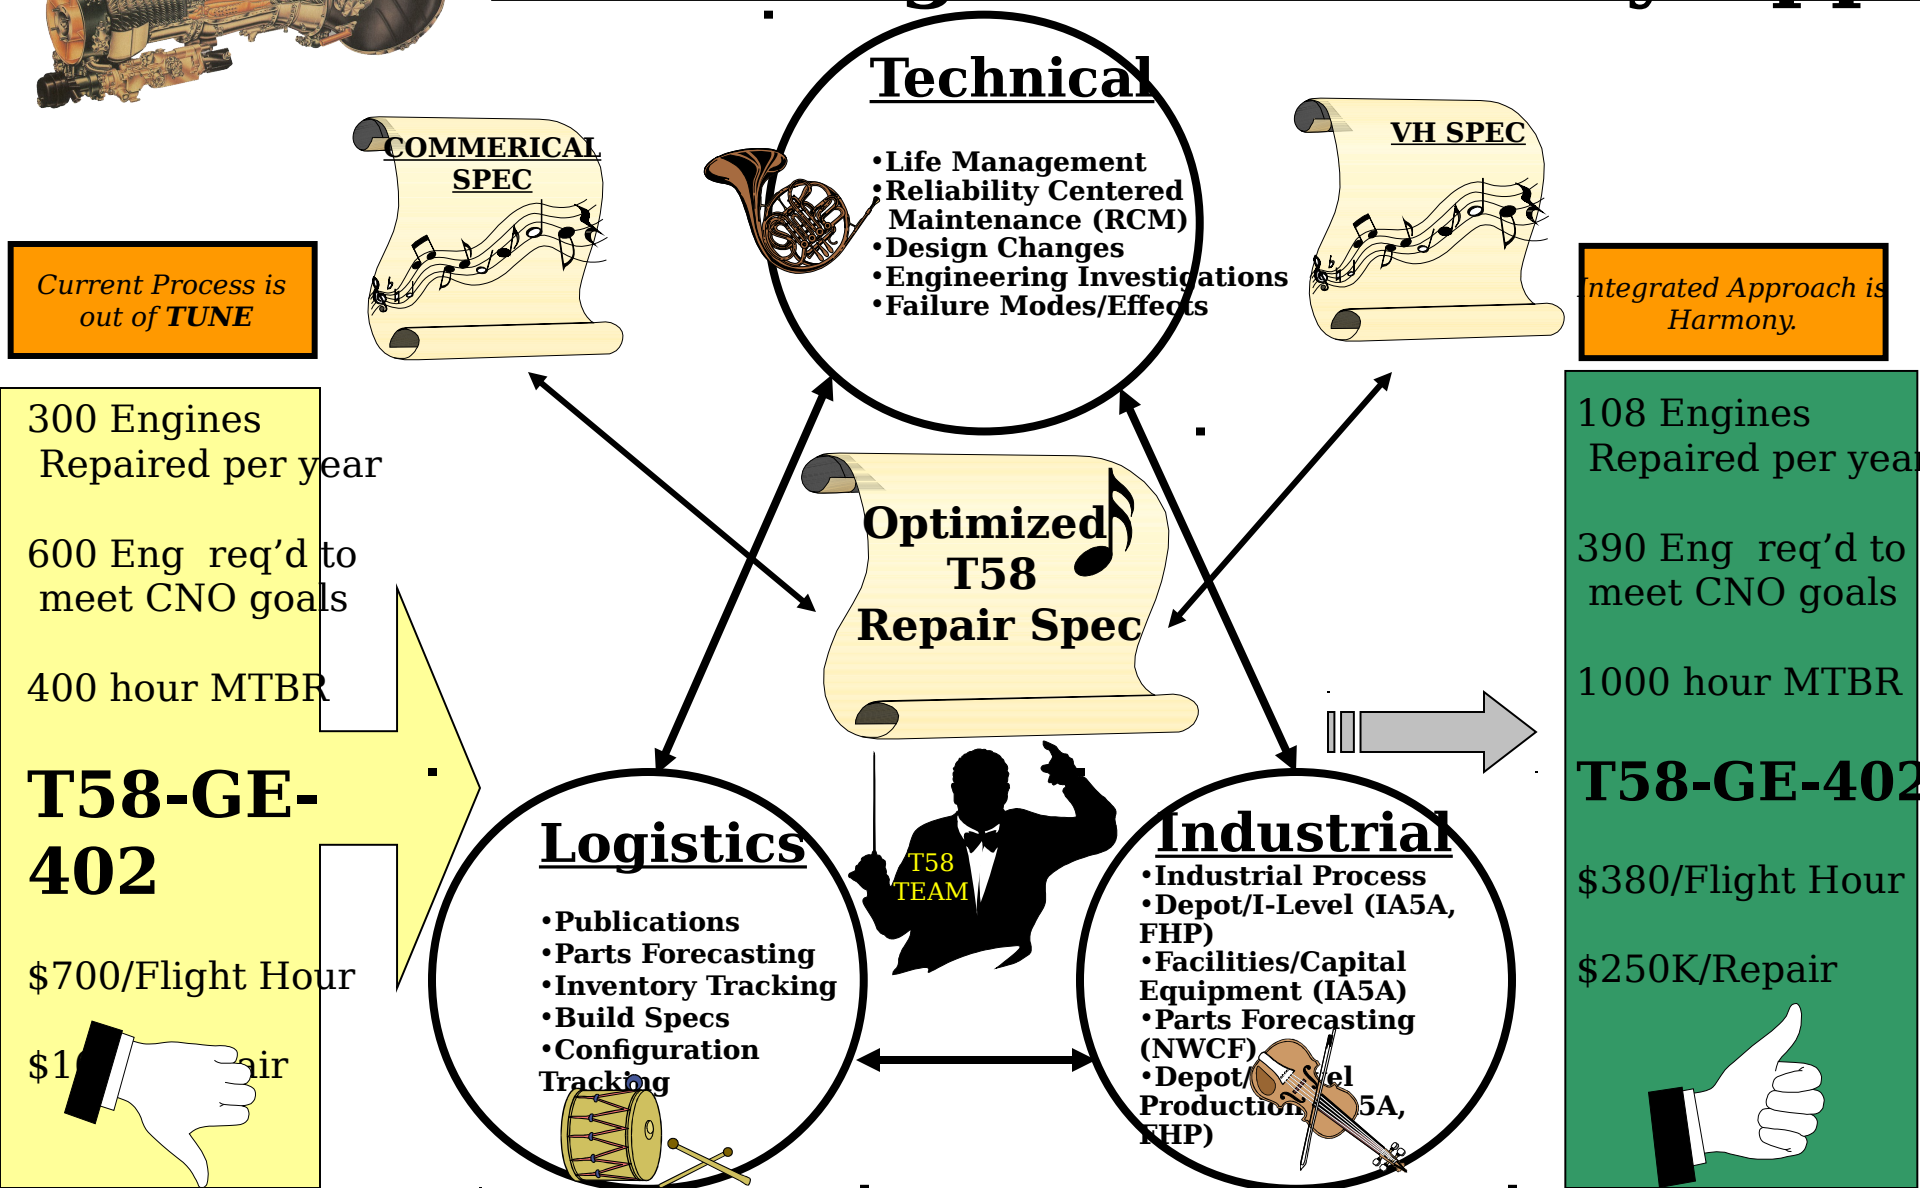 Technical
•Life Management
•Reliability Centered
Maintenance (RCM)
•Design Changes
•Engineering Investigations
•Failure Modes/Effects
COMMERICAL
SPEC
VH SPEC
Current Process is
out of TUNE
Integrated Approach is
Harmony.
300 Engines
Repaired per year
600 Eng  req’d to
meet CNO goals
400 hour MTBR
T58-GE-
402
$700/Flight Hour
Optimized
T58
Repair Spec
T58
TEAM
Logistics
•Publications
•Parts Forecasting
•Inventory Tracking
•Build Specs
•Configuration
Tracking
Industrial
•Industrial Process
•Depot/I-Level (IA5A,
FHP)
•Facilities/Capital
Equipment (IA5A)
•Parts Forecasting
(NWCF)
Production
FHP)
108 Engines
Repaired per year
390 Eng  req’d to
meet CNO goals
1000 hour MTBR
T58-GE-402
$380/Flight Hour
$250K/Repair